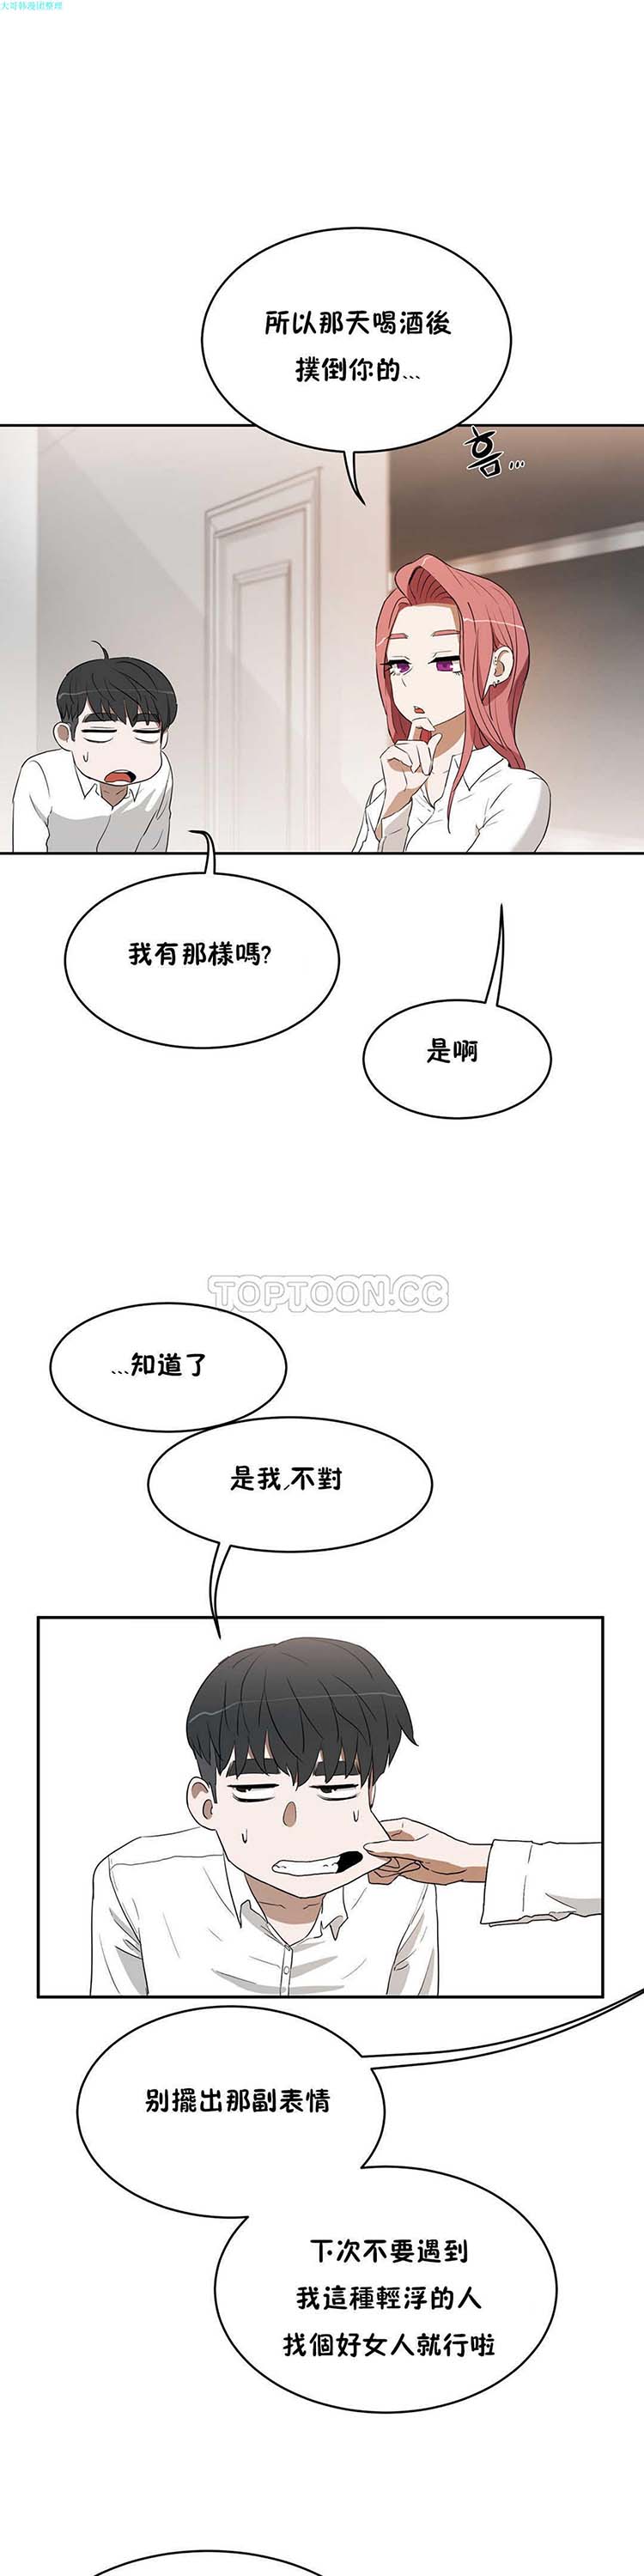 大哥韩漫团整理
所以那天喝酒後
撲倒你的...
흠...
我有那樣嗎?
是啊
TOPTOON.CC
...知道了
是我,不對
别擺出那副表情
下次不要遇到
我這種輕浮的人
找個好女人就行啦